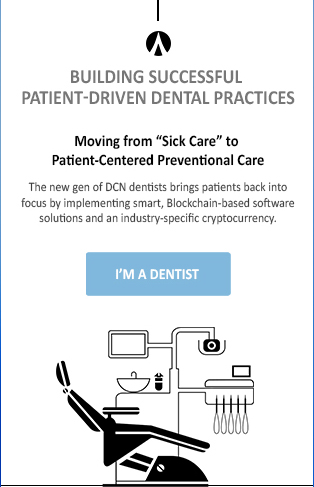 BUILDING SUCCESSFUL
PATIENT-DRIVEN DENTAL PRACTICES
Moving from “Sick Care” to
Patient-Centered Preventional Care
The new gen of DCN dentists brings patients back into
focus by implementing smart, Blockchain-based software
solutions and an industry-specific cryptocurrency.
I’M A DENTIST